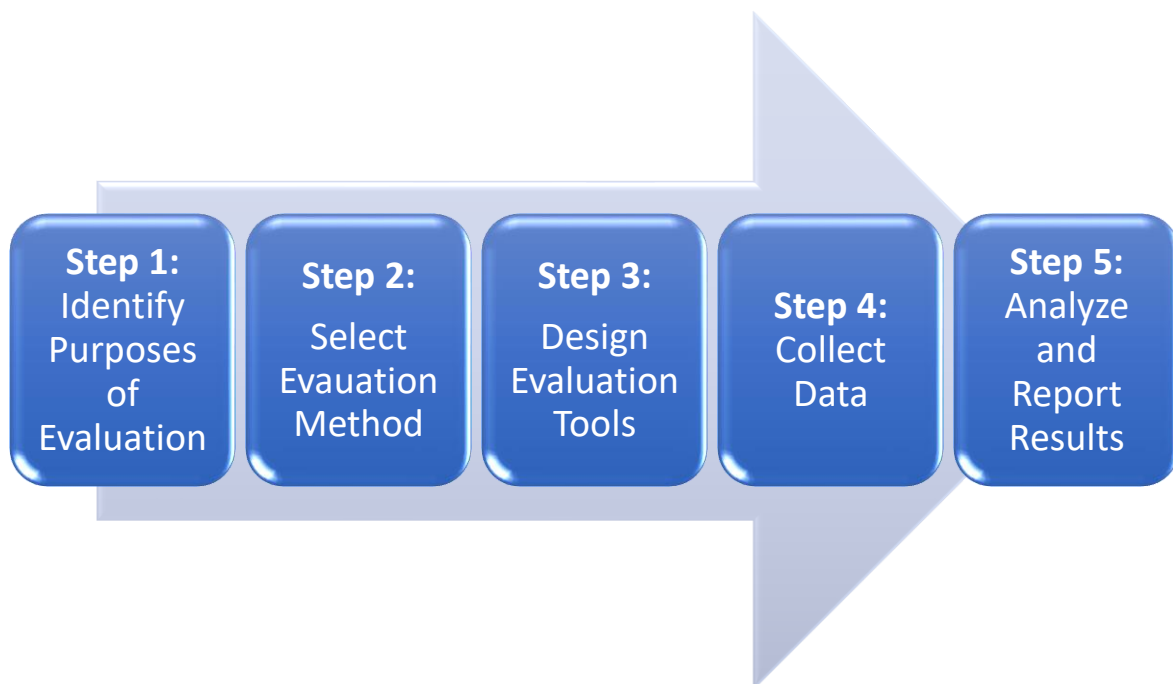 Step 1:
Identify
Purposes
of
Evaluation
Step 2:
Select
Evauation
Method
Step 3:
Design
Evaluation
Tools
Step 4:
Collect
Data
Step 5:
Analyze
and
Report
Results